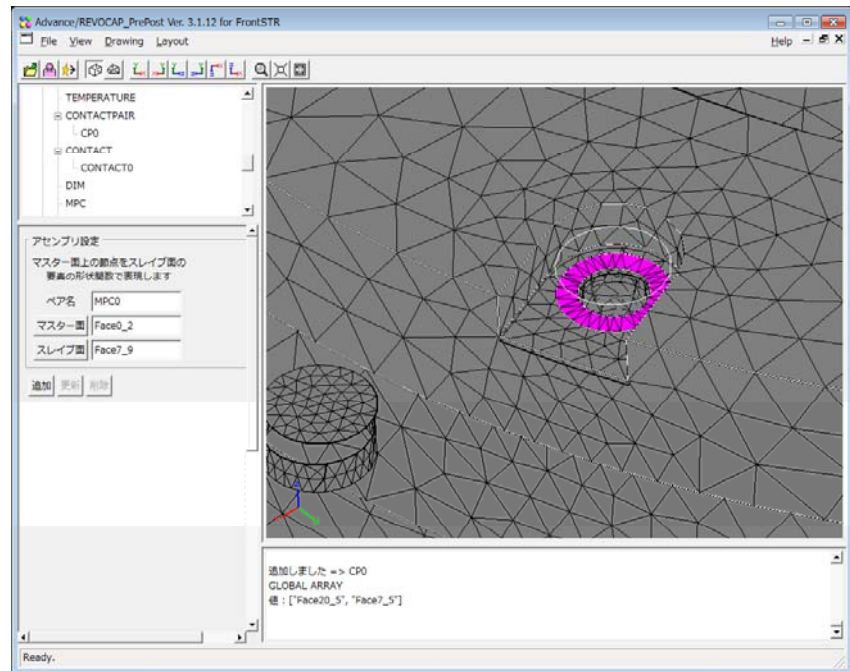 Advance/REVOCAP_PrePost Ver. 3.1.12 for FrontSTR
File View Drawing Layout Help
TEMPERATURE
CONTACTPAIR
CP0
CONTACT
CONTACT0
DIM
MPC
アセンブリ設定
マスター面上の節点をスレイブ面の
要素の形状関数で表現します
ペア名 MPC0
マスター面 Face0_2
スレイブ面 Face7_9
追加 更新 削除
追加しました => CP0
GLOBAL ARRAY
値 : ["Face20_5", "Face7_5"]
Ready.